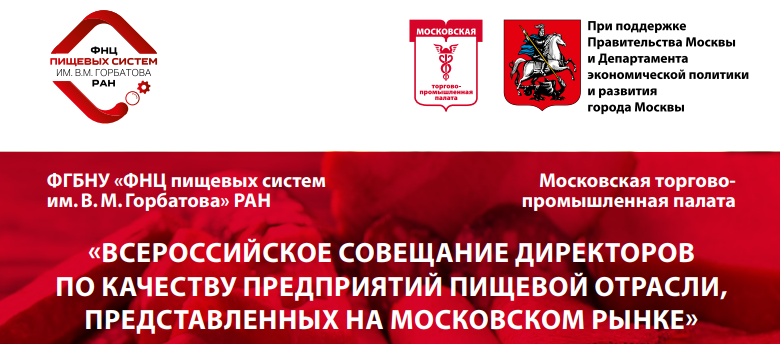 ФНЦ
ПИЩЕВЫХ СИСТЕМ
ИМ. В.М. ГОРБАТОВА
РАН
МОСКОВСКАЯ
торгово-
промышленная
палата
При поддержке
Правительства Москвы
и Департамента
экономической политики
и развития
города Москвы
ФГБНУ «ФНЦ пищевых систем
им. В. М. Горбатова» РАН
Московская торгово-
промышленная палата
«ВСЕРОССИЙСКОЕ СОВЕЩАНИЕ ДИРЕКТОРОВ
ПО КАЧЕСТВУ ПРЕДПРИЯТИЙ ПИЩЕВОЙ ОТРАСЛИ,
ПРЕДСТАВЛЕННЫХ НА МОСКОВСКОМ РЫНКЕ»